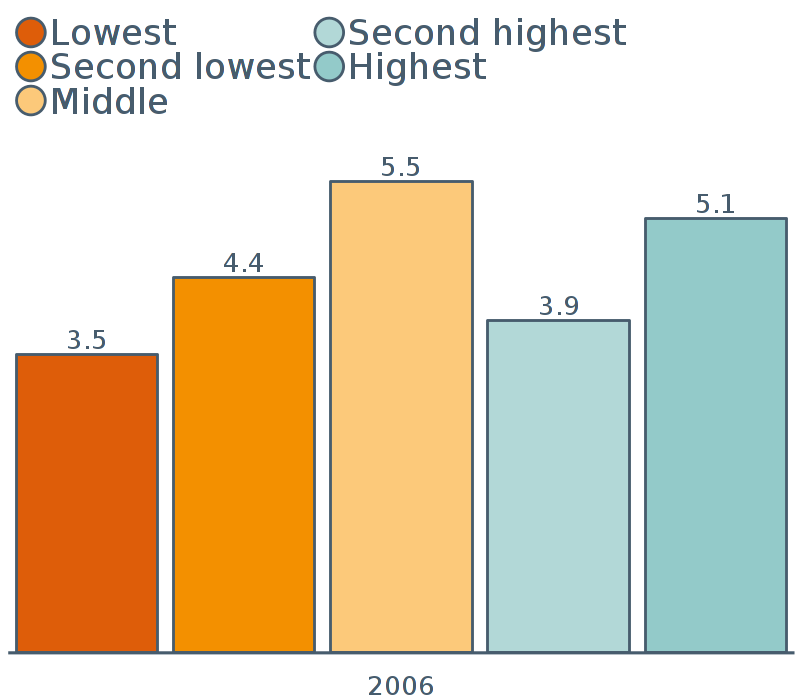 Lowest
Second lowest
Middle
Second highest
Highest
5.5
5.1
4.4
3.9
3.5
2006